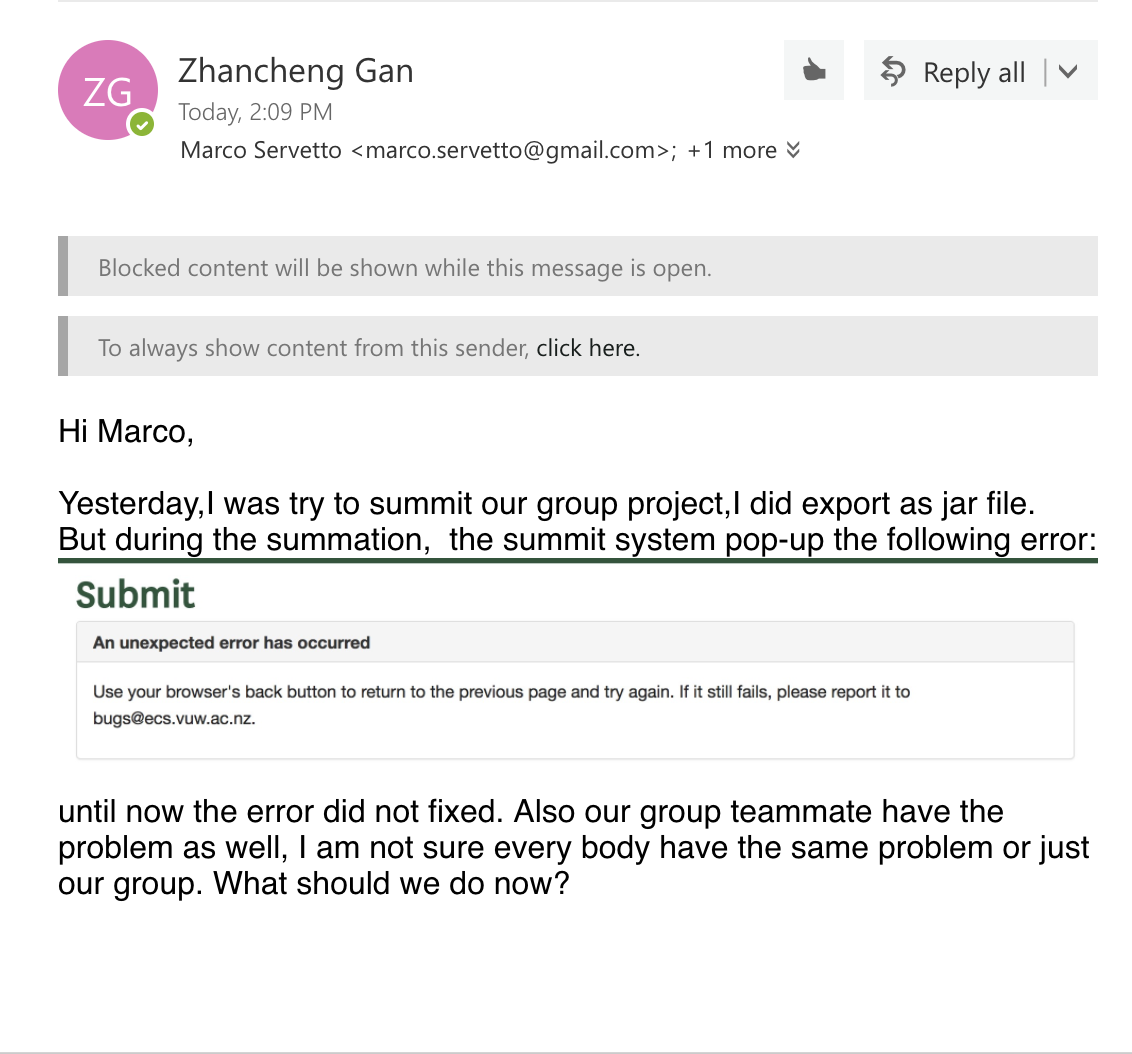 ZG
Zhancheng Gan
Reply all
Today, 2:09 PM
Marco Servetto <marco.servetto@gmail.com>; +1 more
Blocked content will be shown while this message is open.
To always show content from this sender, click here.
Hi Marco,
Yesterday,I was try to summit our group project,I did export as jar file.
But during the summation,  the summit system pop-up the following error:
Submit
An unexpected error has occurred
Use your browser's back button to return to the previous page and try again. If it still fails, please report it to
bugs@ecs.vuw.ac.nz.
until now the error did not fixed. Also our group teammate have the
problem as well, I am not sure every body have the same problem or just
our group. What should we do now?